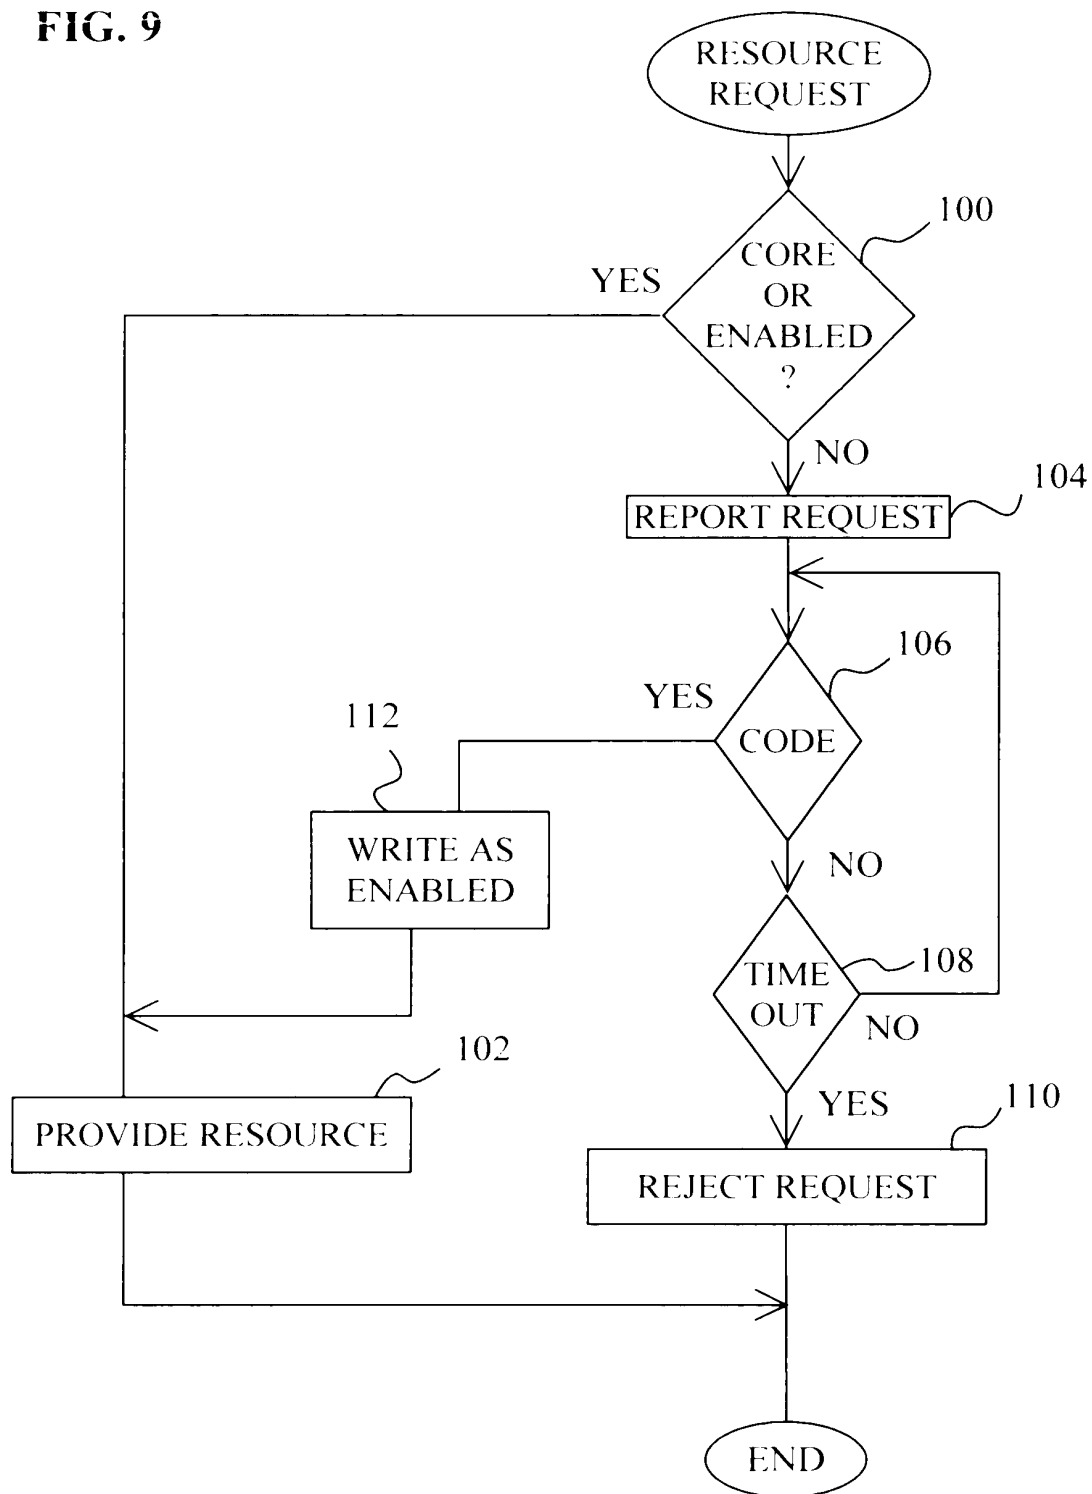 FIG. 9
RESOURCE
REQUEST
100
CORE
OR
ENABLED
?
YES
NO
104
REPORT REQUEST
106
YES
CODE
112
WRITE AS
ENABLED
NO
108
TIME
OUT
NO
102
PROVIDE RESOURCE
YES
110
REJECT REQUEST
END